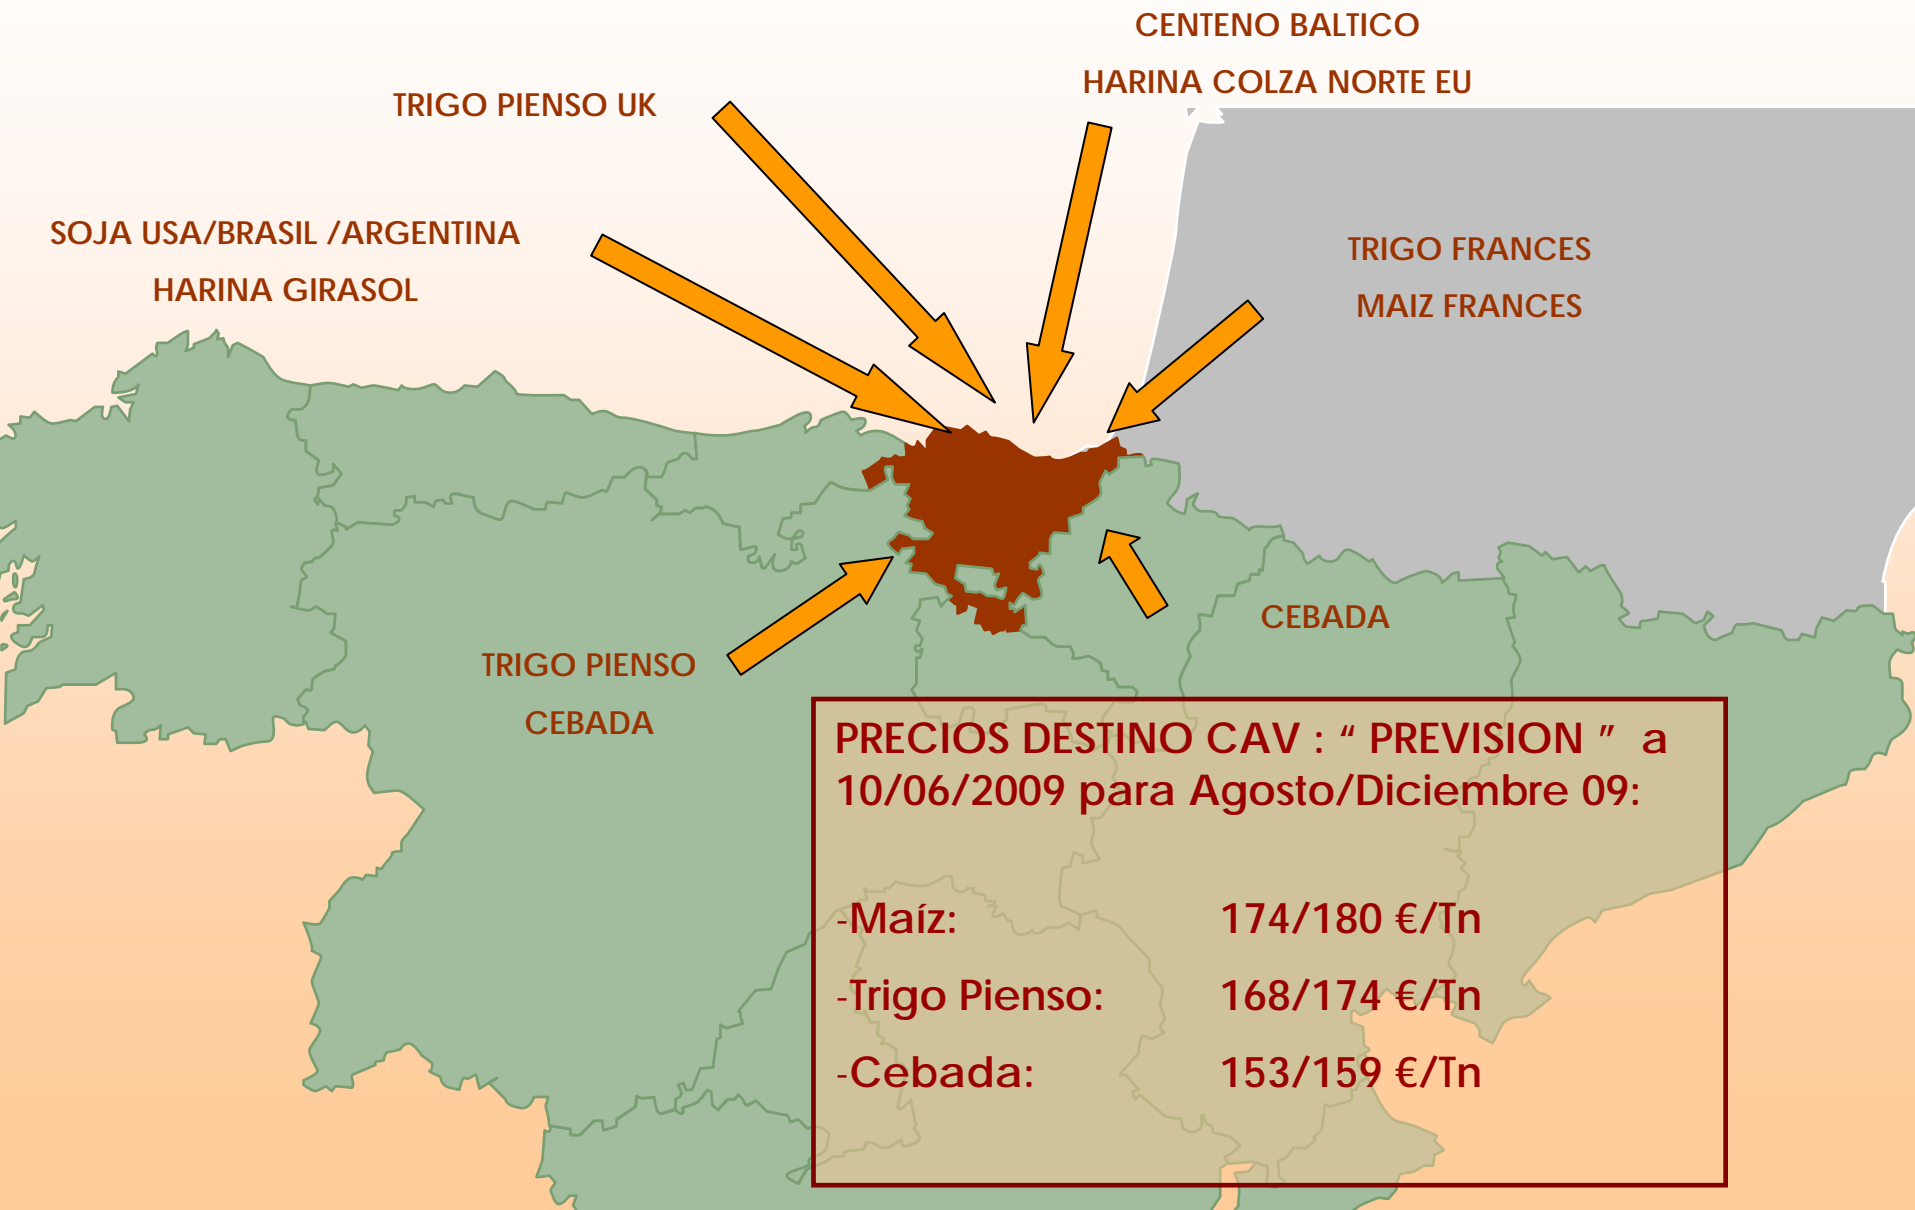 CENTENO BALTICO
HARINA COLZA NORTE EU
TRIGO PIENSO UK
SOJA USA/BRASIL /ARGENTINA
HARINA GIRASOL
TRIGO FRANCES
MAIZ FRANCES
CEBADA
TRIGO PIENSO
CEBADA
PRECIOS DESTINO CAV : “ PREVISION ” a
10/06/2009 para Agosto/Diciembre 09:
-Maíz: 174/180 €/Tn
-Trigo Pienso: 168/174 €/Tn
-Cebada: 153/159 €/Tn